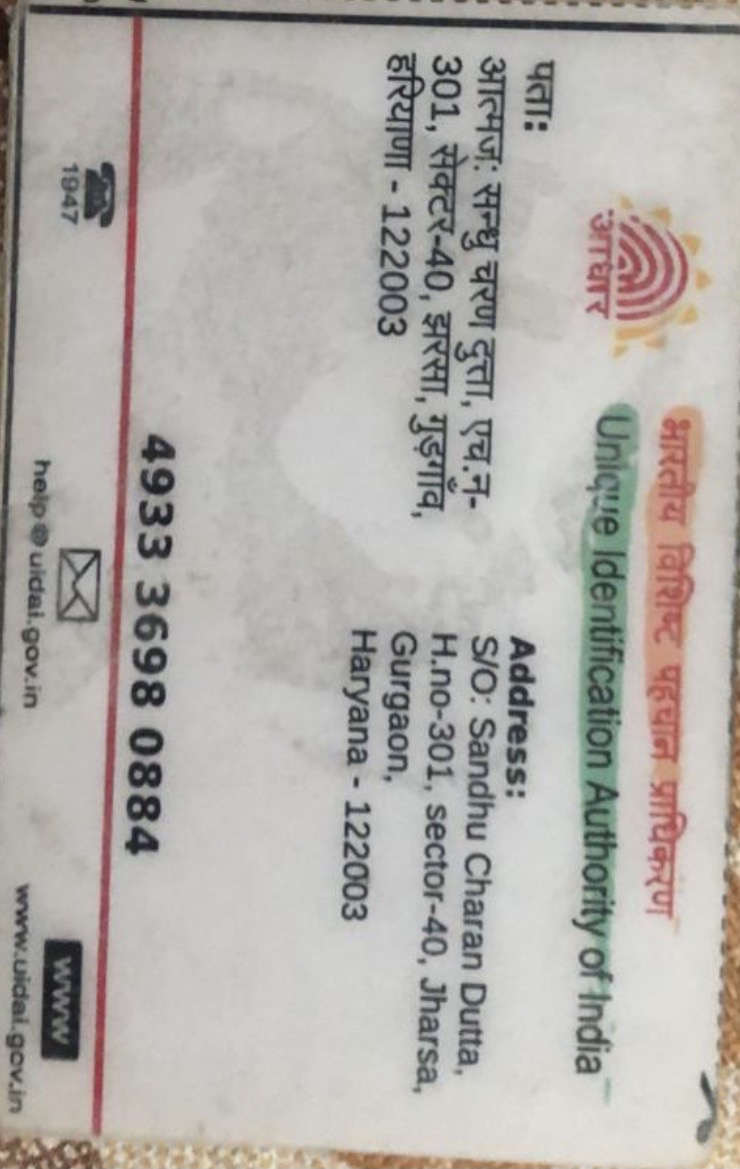 भारतीय विशिष्ट पहचान प्राधिकरण
Unique Identification Authority of India
आधार
पता:
आत्मज: सन्धु चरण दुत्ता, एच.नँ-
301, सेक्टर-40, झरसा, गुड़गाँव,
हरियाणा - 122003
Address:
S/O: Sandhu Charan Dutta,
H.no-301, sector-40, Jharsa,
Gurgaon,
Haryana - 122003
4933 3698 0884
1947
help@uidai.gov.in
www
www.uidai.gov.in